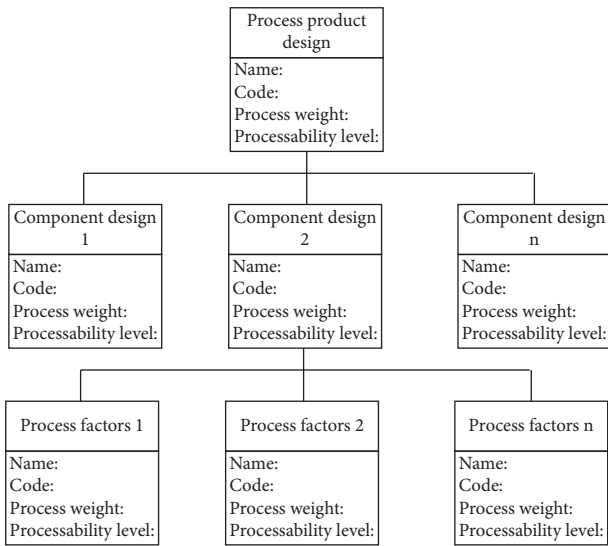 Process product
design
Name:
Code:
Process weight:
Processability level:
Component design
1
Name:
Code:
Process weight:
Processability level:
Component design
2
Name:
Code:
Process weight:
Processability level:
Component design
n
Name:
Code:
Process weight:
Processability level:
Process factors 1
Name:
Code:
Process weight:
Processability level:
Process factors 2
Name:
Code:
Process weight:
Processability level:
Process factors n
Name:
Code:
Process weight:
Processability level: